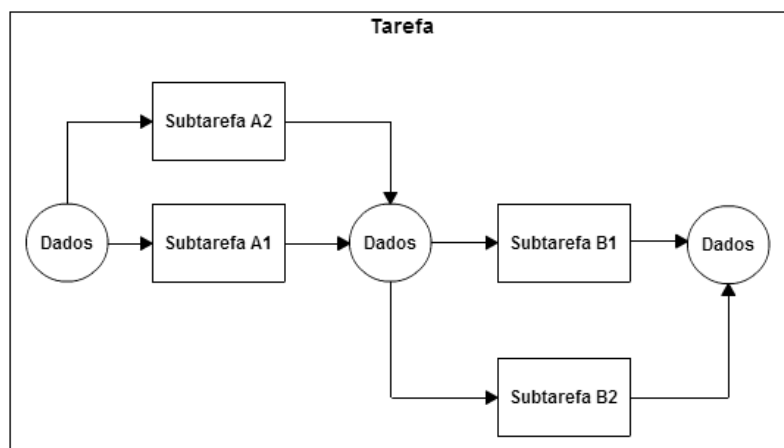 Tarefa
Subtarefa A2
Dados
Subtarefa A1
Dados
Subtarefa B1
Dados
Subtarefa B2